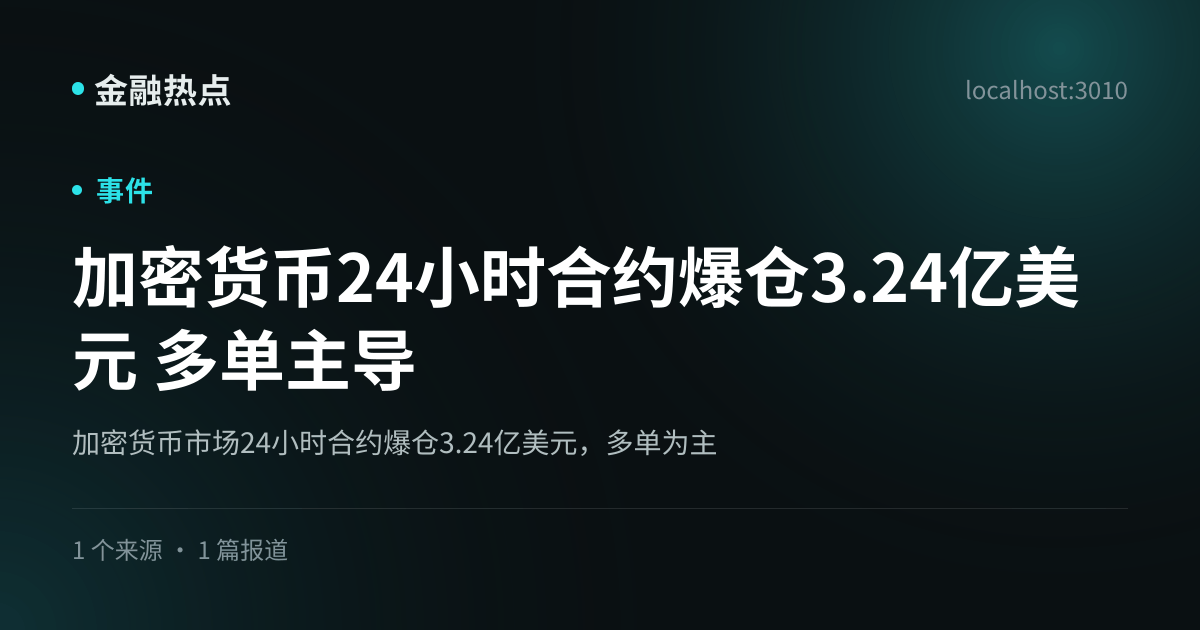 金融热点
localhost:3010
事件
加密货币24小时合约爆仓3.24亿美
元 多单主导
加密货币市场24小时合约爆仓3.24亿美元，多单为主
1 个来源 · 1 篇报道